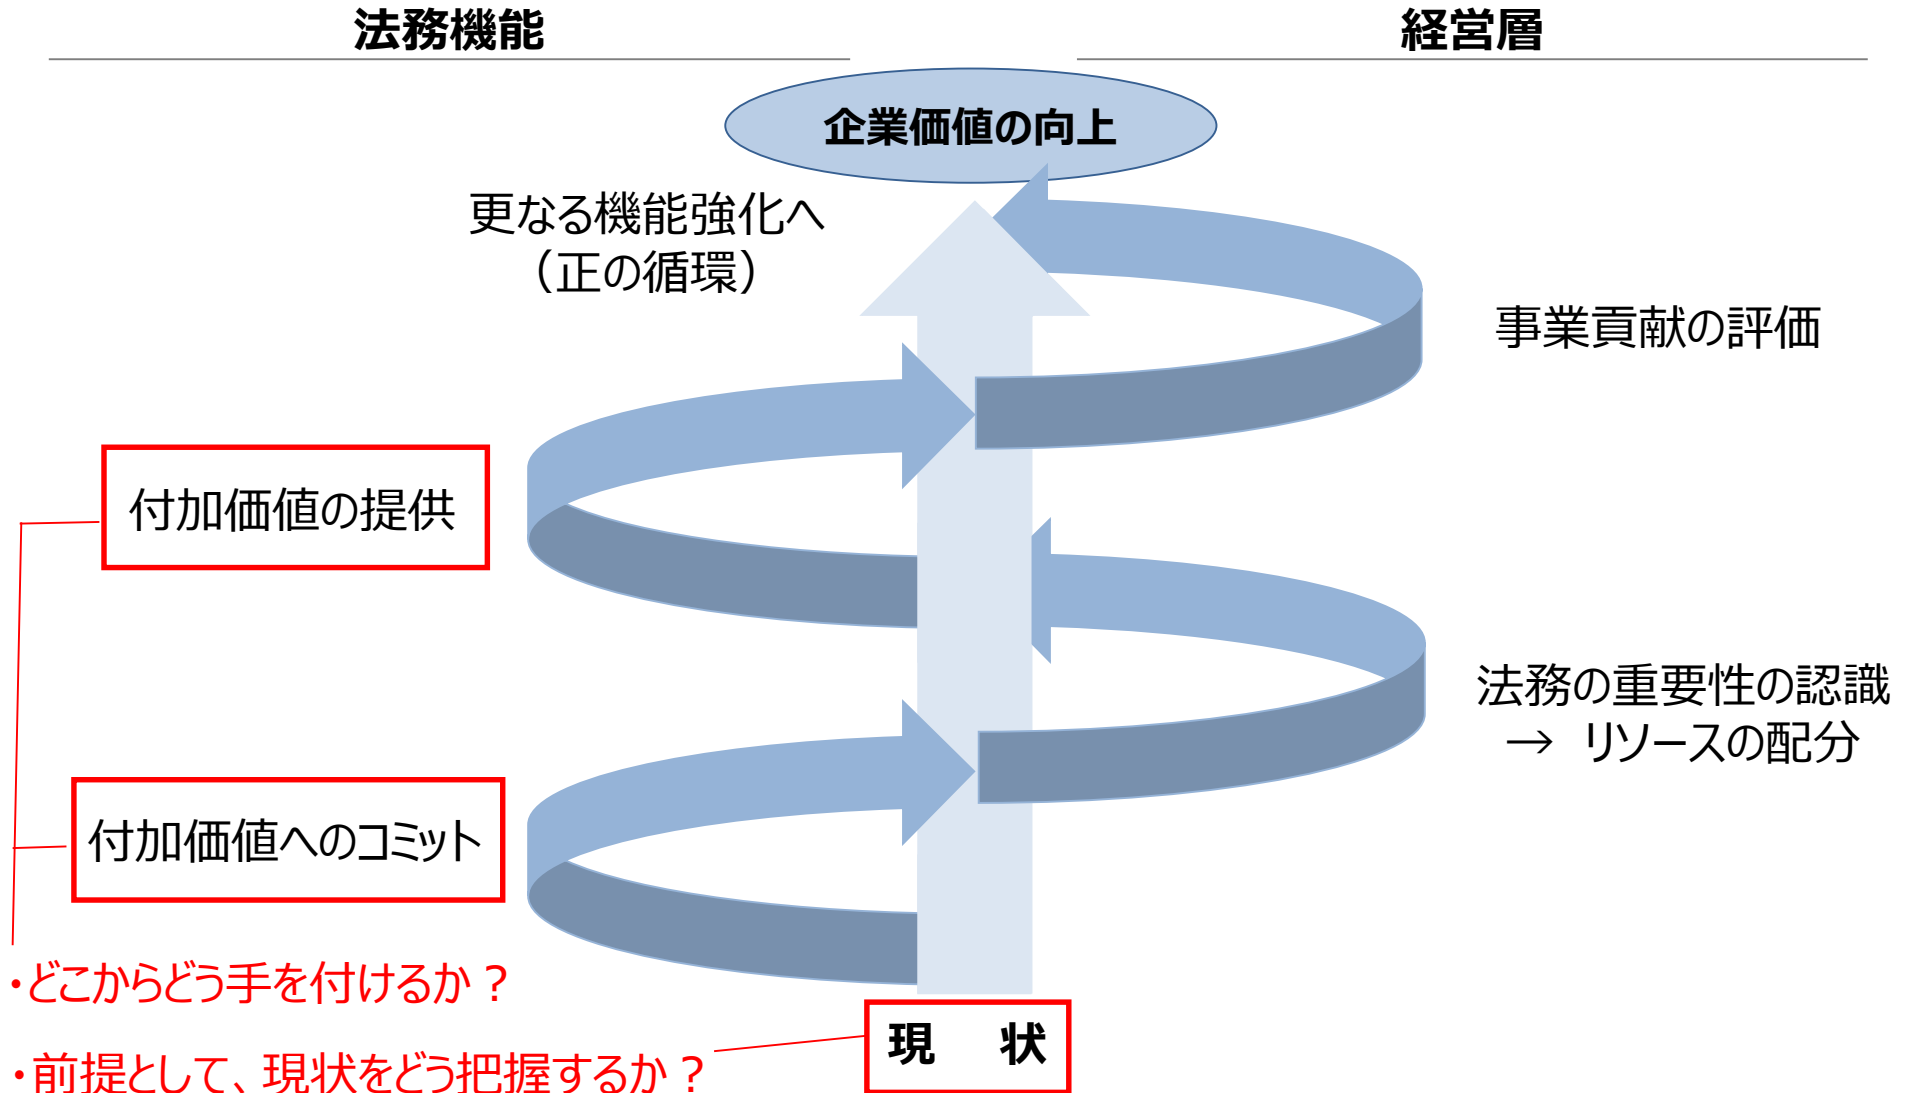 法務機能
経営層
企業価値の向上
更なる機能強化へ
（正の循環）
事業貢献の評価
付加価値の提供
法務の重要性の認識
→ リソースの配分
付加価値へのコミット
・どこからどう手を付けるか？
現 状
・前提として、現状をどう把握するか？